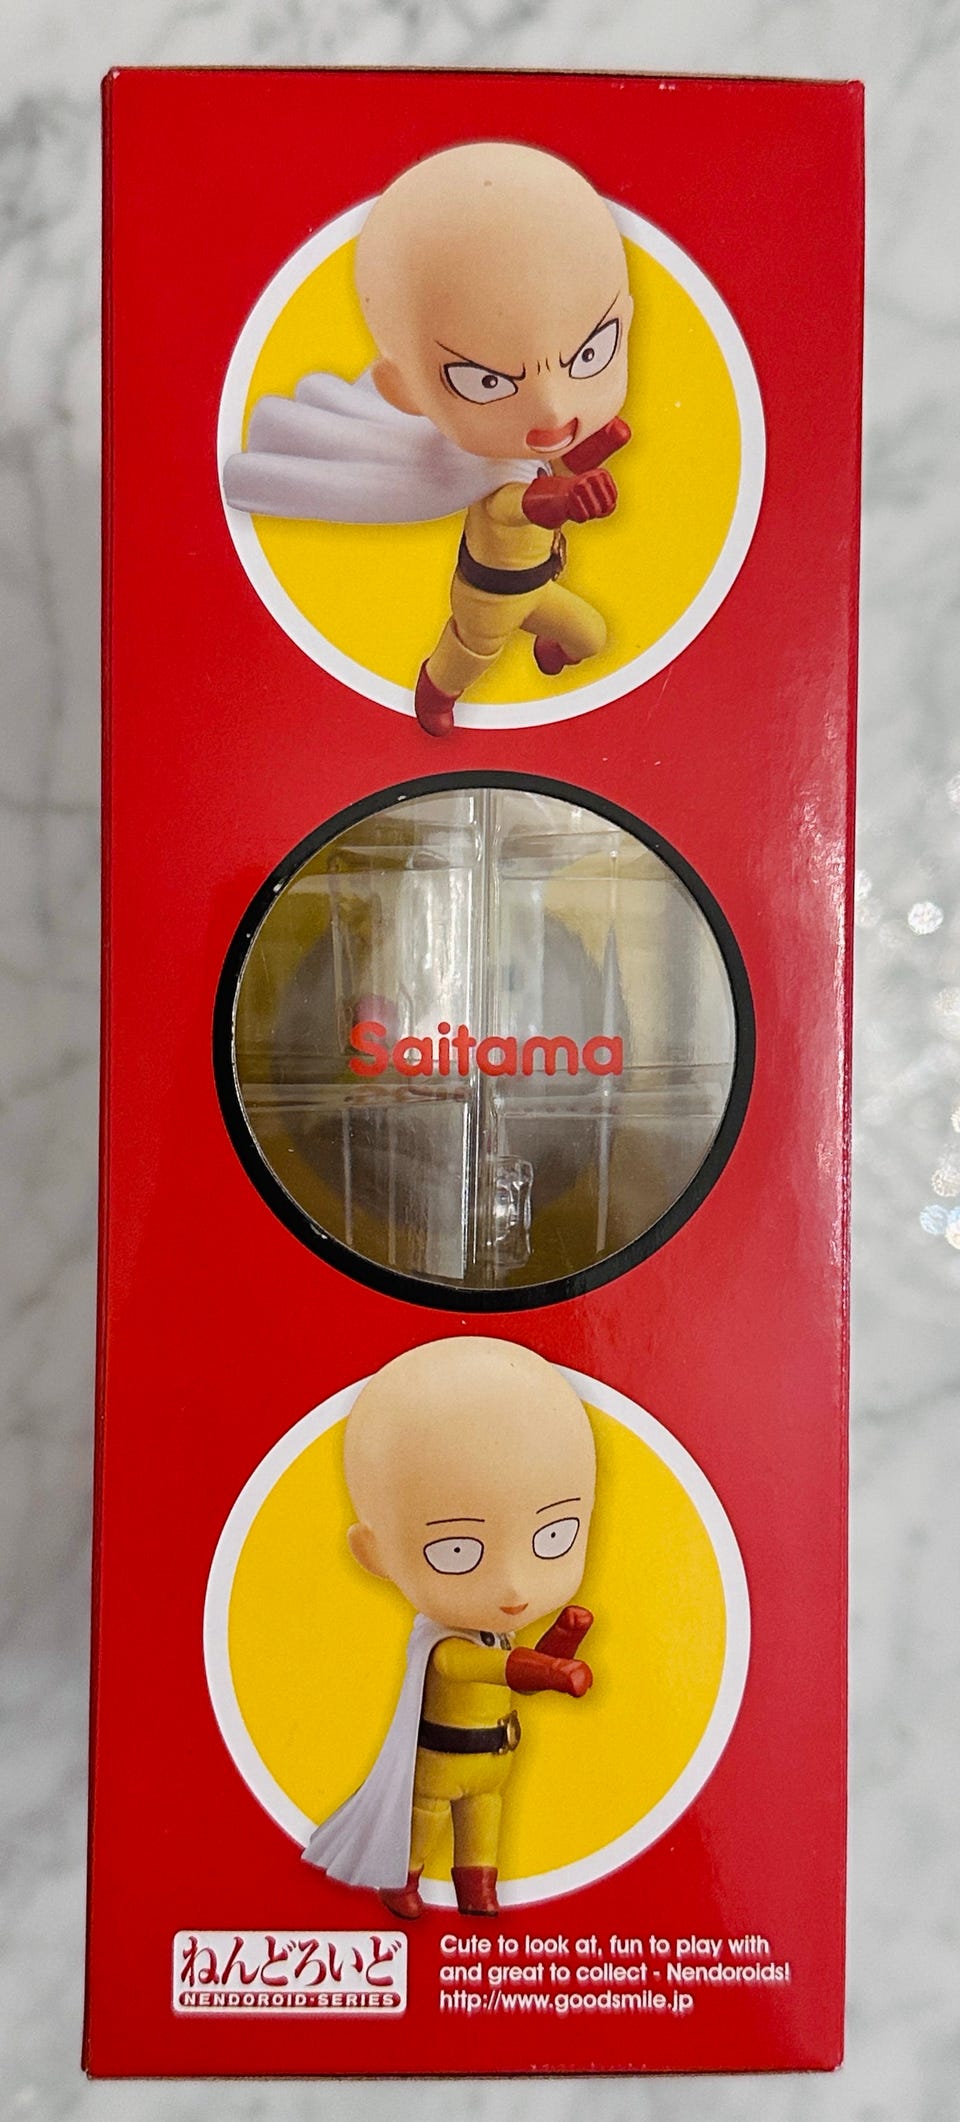 Saitama
ねんどろいど
NENDOROID·SERIES
Cute to look at, fun to play with
and great to collect - Nendoroids!
http://www.goodsmile.jp